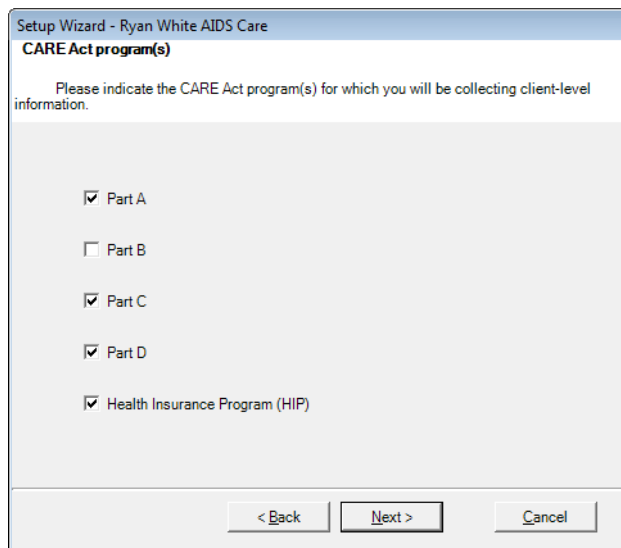 Setup Wizard - Ryan White AIDS Care
CARE Act program(s)
Please indicate the CARE Act program(s) for which you will be collecting client-level
information.
Part A
Part B
Part C
Part D
Health Insurance Program (HIP)
< Back Next > Cancel